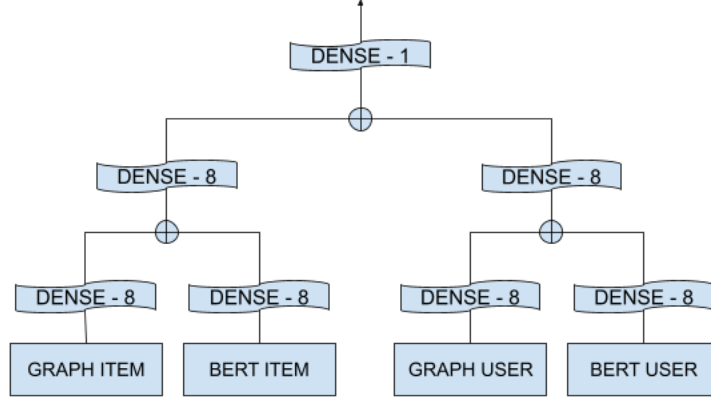 DENSE - 1
DENSE - 8
DENSE - 8
DENSE - 8
DENSE - 8
DENSE - 8
DENSE - 8
GRAPH ITEM
BERT ITEM
GRAPH USER
BERT USER